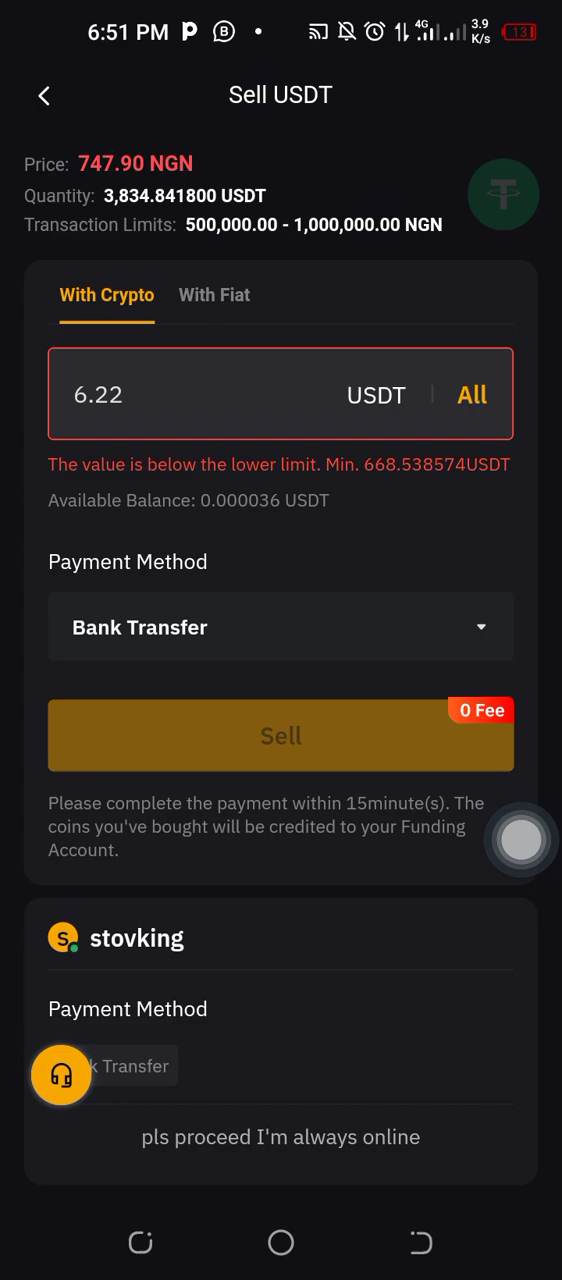 6:51 PM
4G
3.9
K/s
13
Sell USDT
Price: 747.90 NGN
Quantity: 3,834.841800 USDT
Transaction Limits: 500,000.00 - 1,000,000.00 NGN
With Crypto With Fiat
6.22 USDT All
The value is below the lower limit. Min. 668.538574USDT
Available Balance: 0.000036 USDT
Payment Method
Bank Transfer
0 Fee
Sell
Please complete the payment within 15minute(s). The
coins you've bought will be credited to your Funding
Account.
S stovking
Payment Method
k Transfer
pls proceed I'm always online